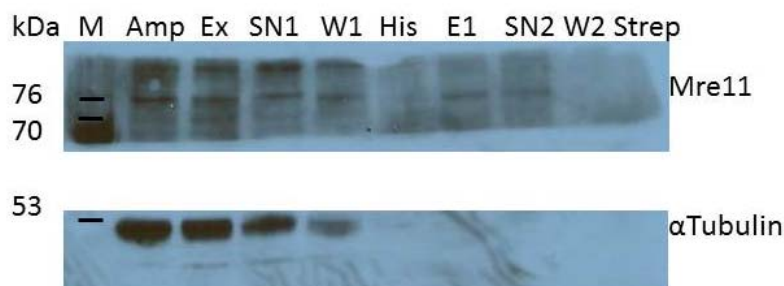 kDa M Amp Ex SN1 W1 His E1 SN2 W2 Strep
76 Mre11
70
53
αTubulin